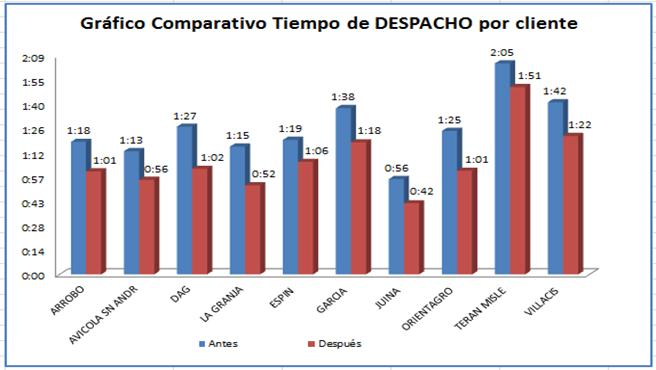 Gráfico Comparativo Tiempo de DESPACHO por cliente
2:09
1:55
1:40
1:26
1:12
0:57
0:43
0:28
0:14
0:00
1:18
1:01
1:13
0:56
1:27
1:02
1:15
0:52
1:19
1:06
1:38
1:18
0:56
0:42
1:25
1:01
2:05
1:51
1:42
1:22
ARROBO
AVICOLA SN ANDR
DAG
LA GRANJA
ESPIN
GARCIA
JUINA
ORIENTAGRO
TERAN MISLE
VILLACIS
Antes
Después